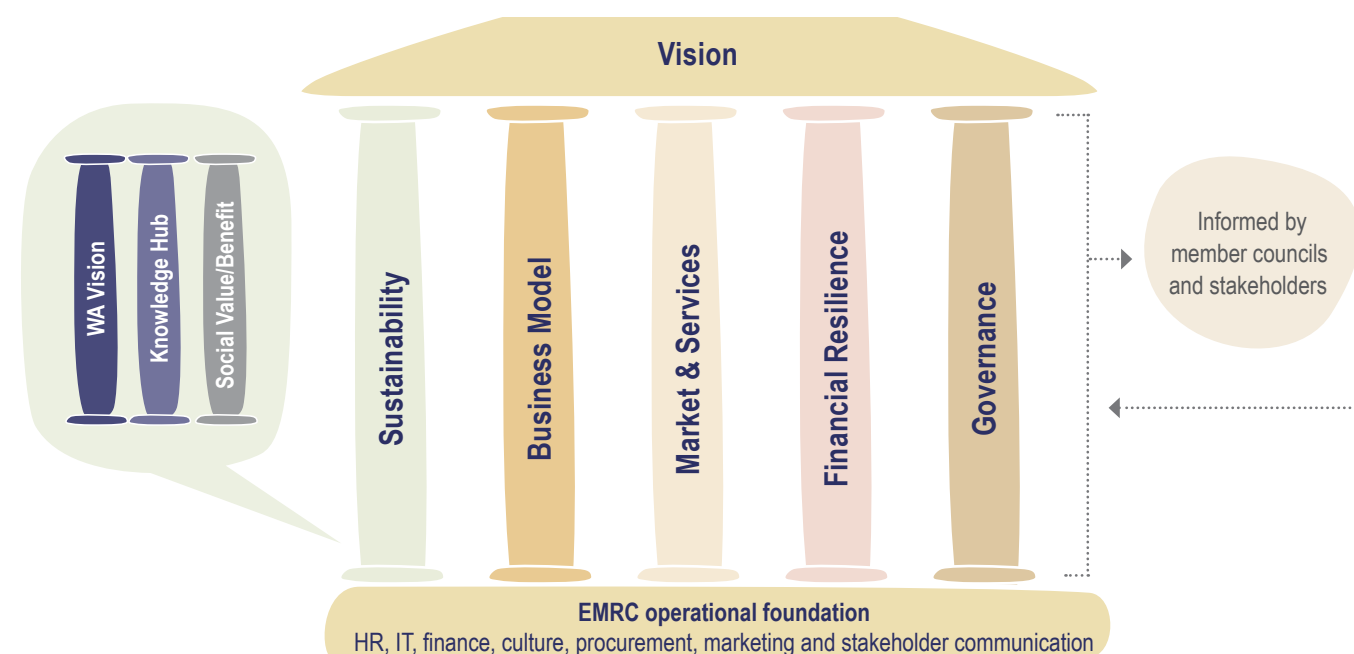 Vision
WA Vision
Knowledge Hub
Social Value/Benefit
Sustainability
Business Model
Market & Services
Financial Resilience
Governance
Informed by
member councils
and stakeholders
EMRC operational foundation
HR, IT, finance, culture, procurement, marketing and stakeholder communication